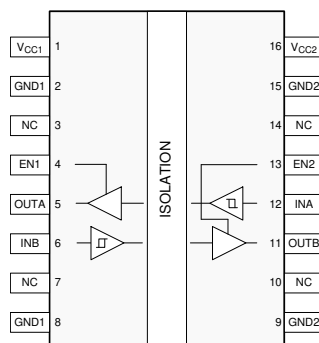 VCC1 1 16 VCC2
GND1 2 15 GND2
NC 3 14 NC
EN1 4 13 EN2
OUTA 5 12 INA
INB 6 11 OUTB
NC 7 10 NC
GND1 8 9 GND2
ISOLATION